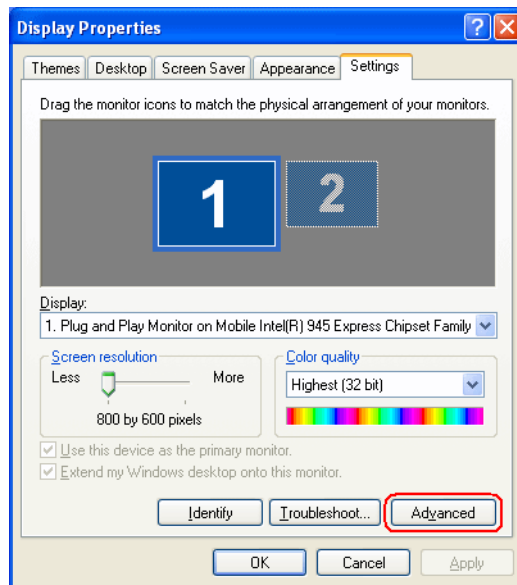 Display Properties
Themes Desktop Screen Saver Appearance Settings
Drag the monitor icons to match the physical arrangement of your monitors.
1 2
Display:
1. Plug and Play Monitor on Mobile Intel(R) 945 Express Chipset Family
Screen resolution Color quality
Less More Highest (32 bit)
800 by 600 pixels
Use this device as the primary monitor.
Extend my Windows desktop onto this monitor.
Identify Troubleshoot... Advanced
OK Cancel Apply